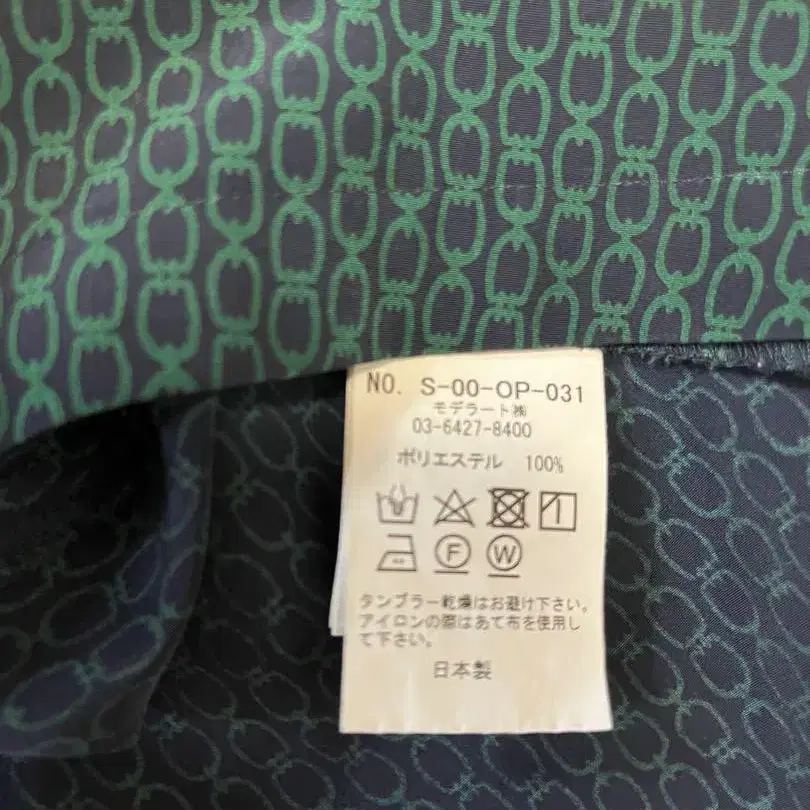 NO. S-00-OP-031
モデラート㈱
03-6427-8400
ポリエステル 100%
F W
タンブラー乾燥はお避け下さい。
アイロンの際はあて布を使用し
て下さい。
日本製